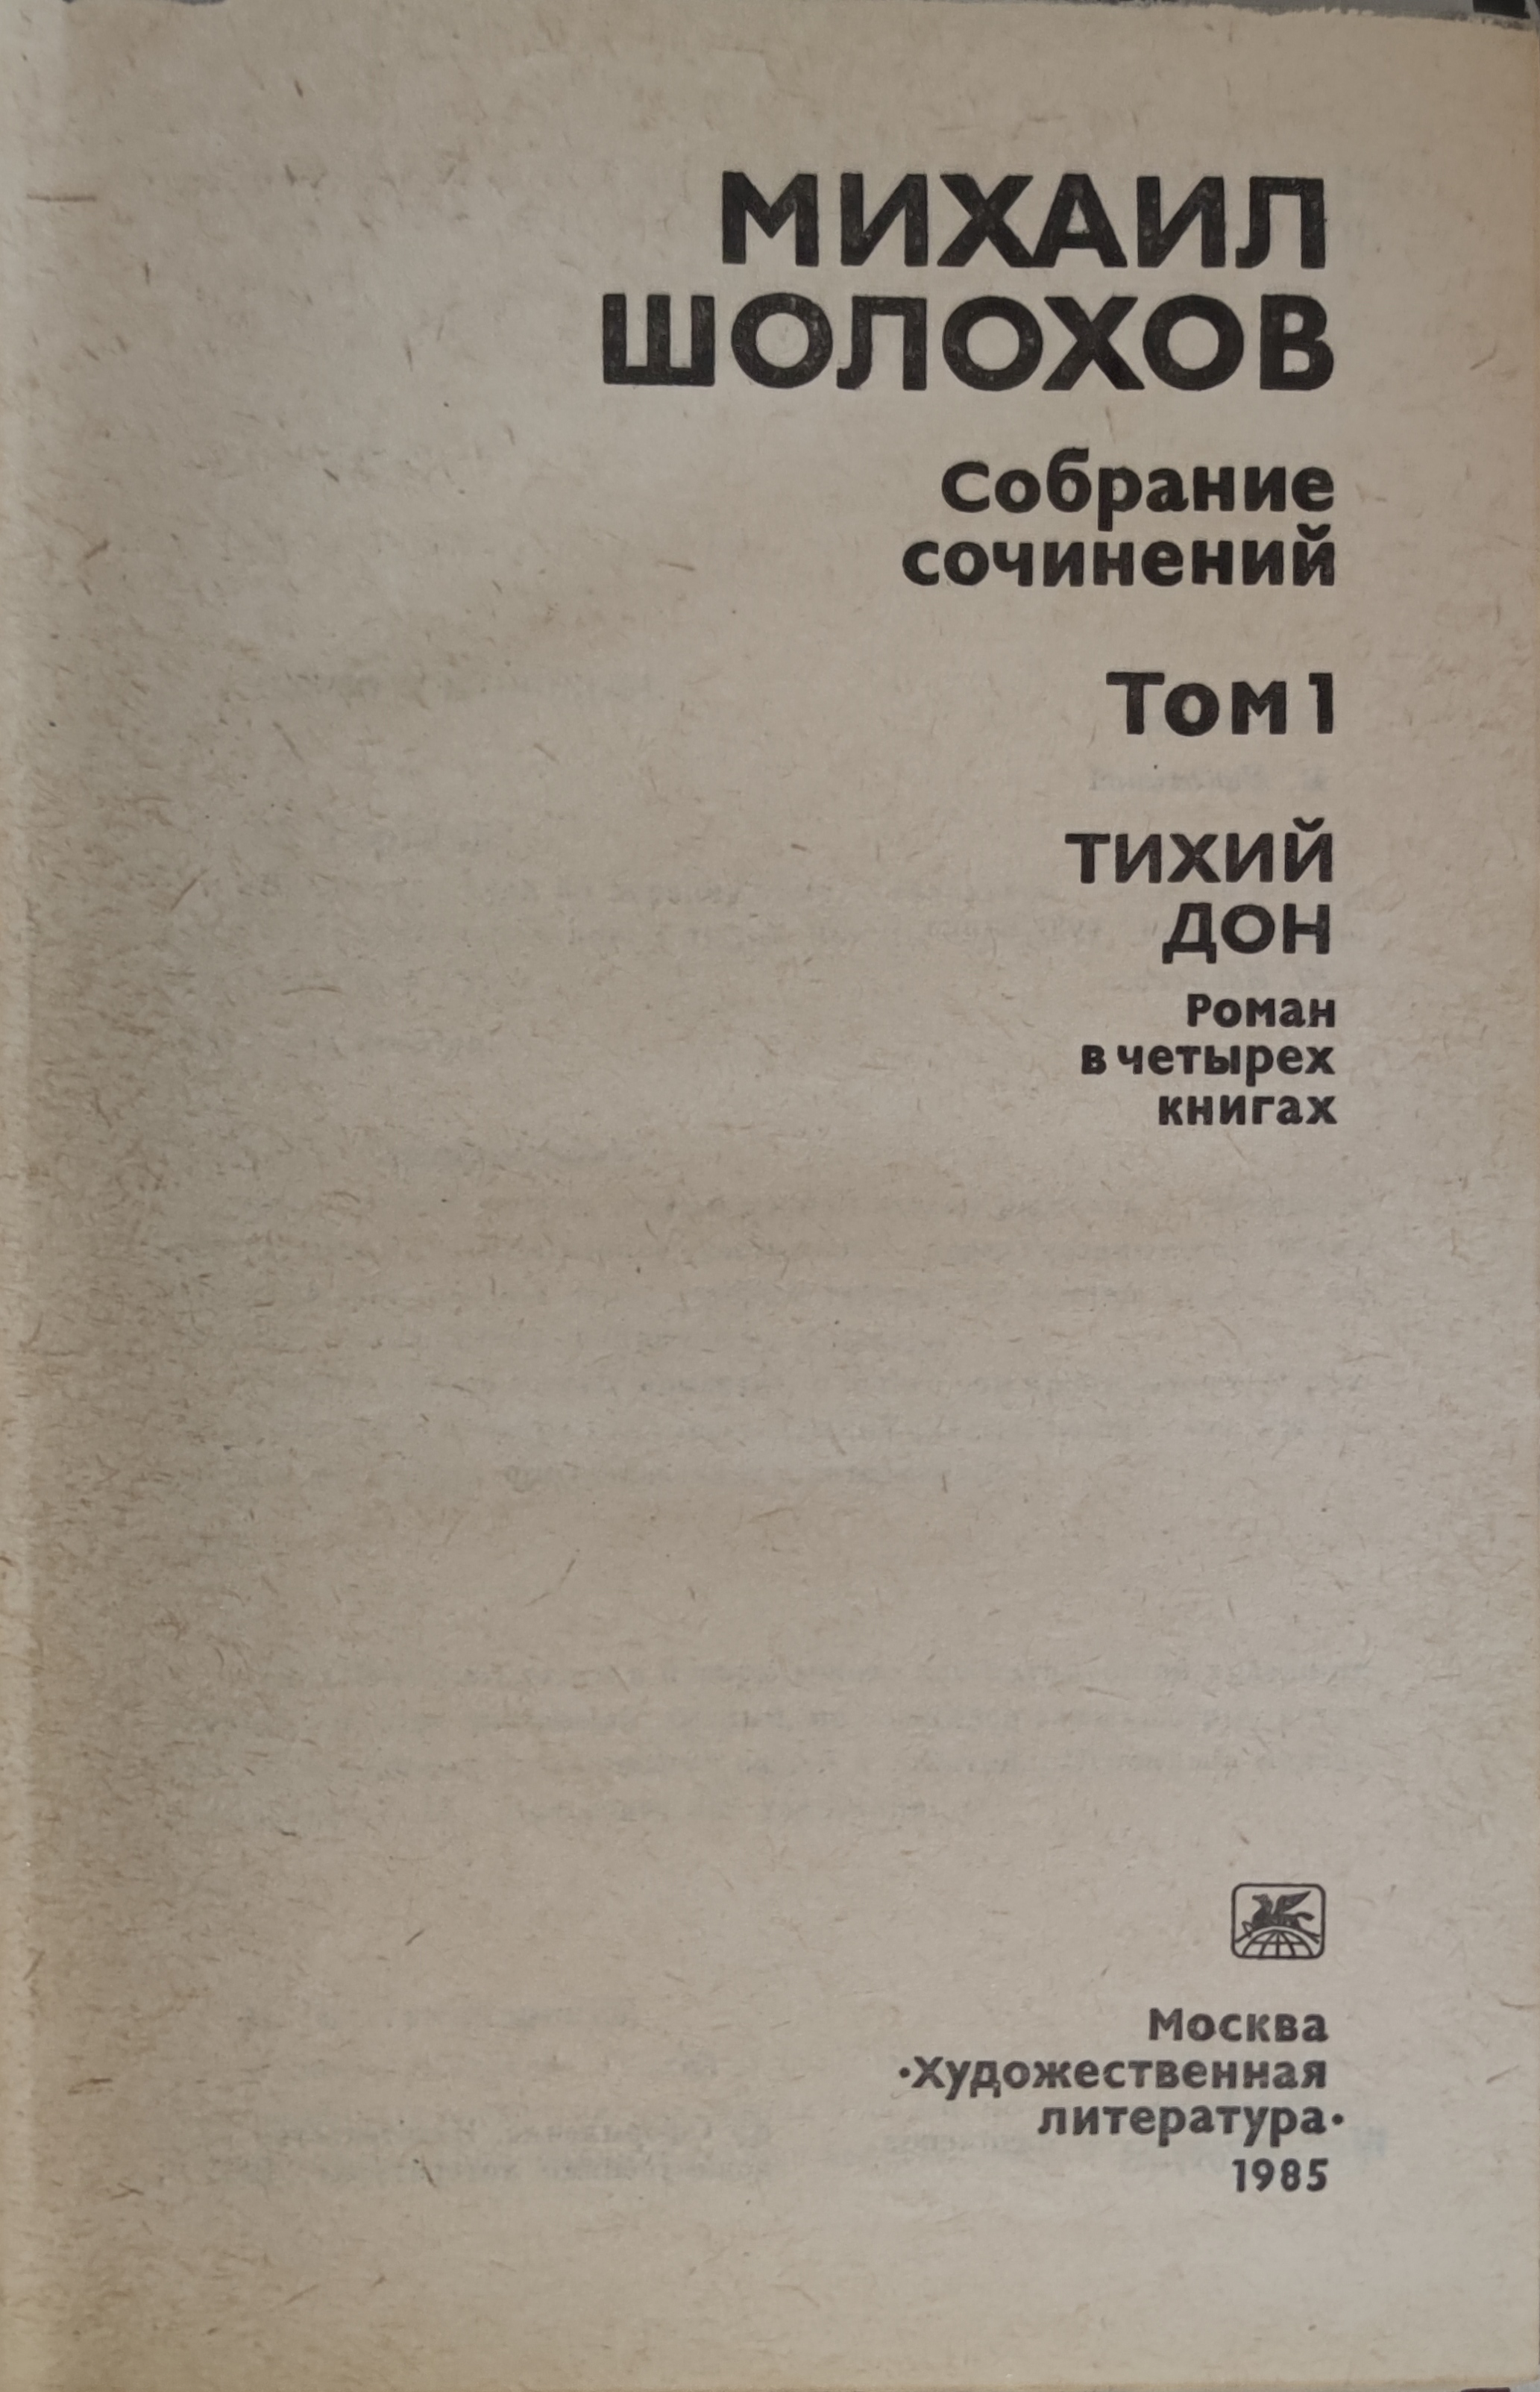 МИХАИЛ
ШОЛОХОВ
Собрание
сочинений
Том 1
ТИХИЙ
ДОН
Роман
в четырех
книгах
Москва
•Художественная
литература•
1985